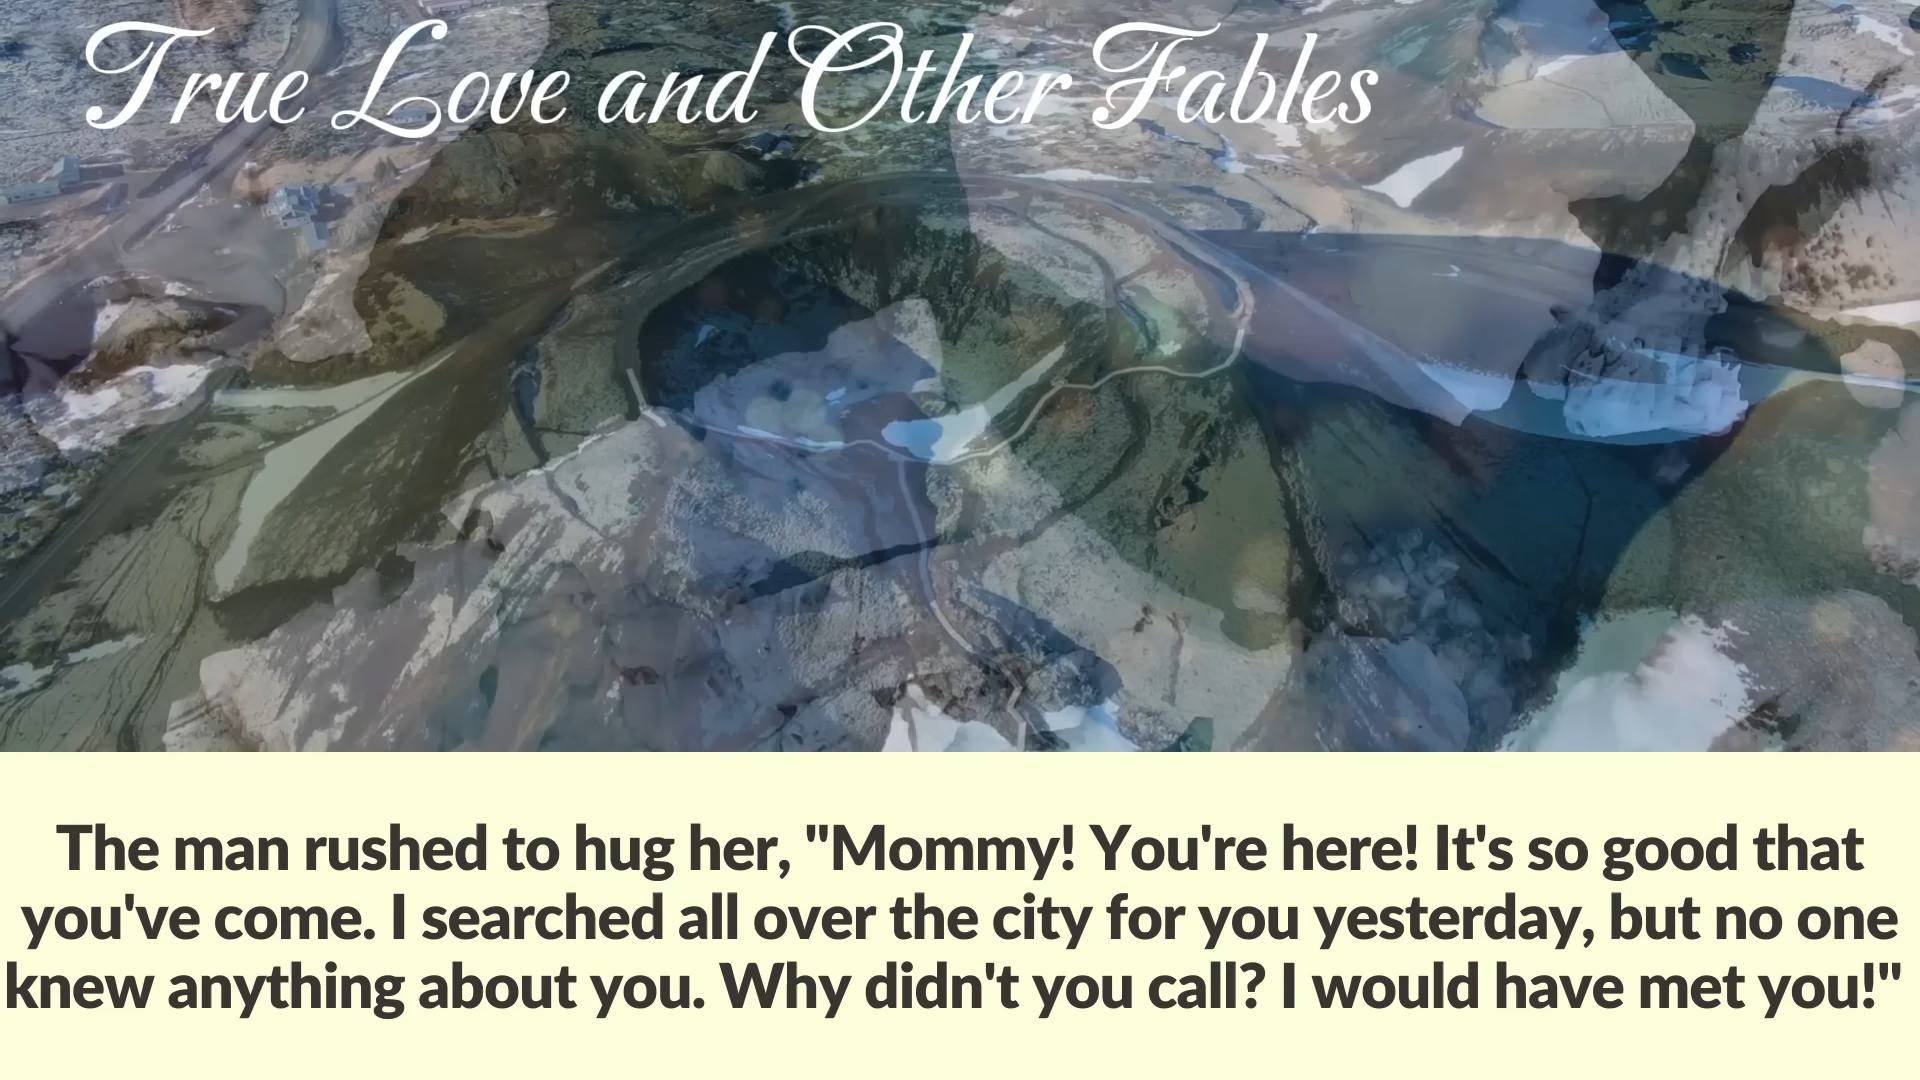 True Love and Other Fables
The man rushed to hug her, "Mommy! You're here! It's so good that
you've come. I searched all over the city for you yesterday, but no one
knew anything about you. Why didn't you call? I would have met you!"